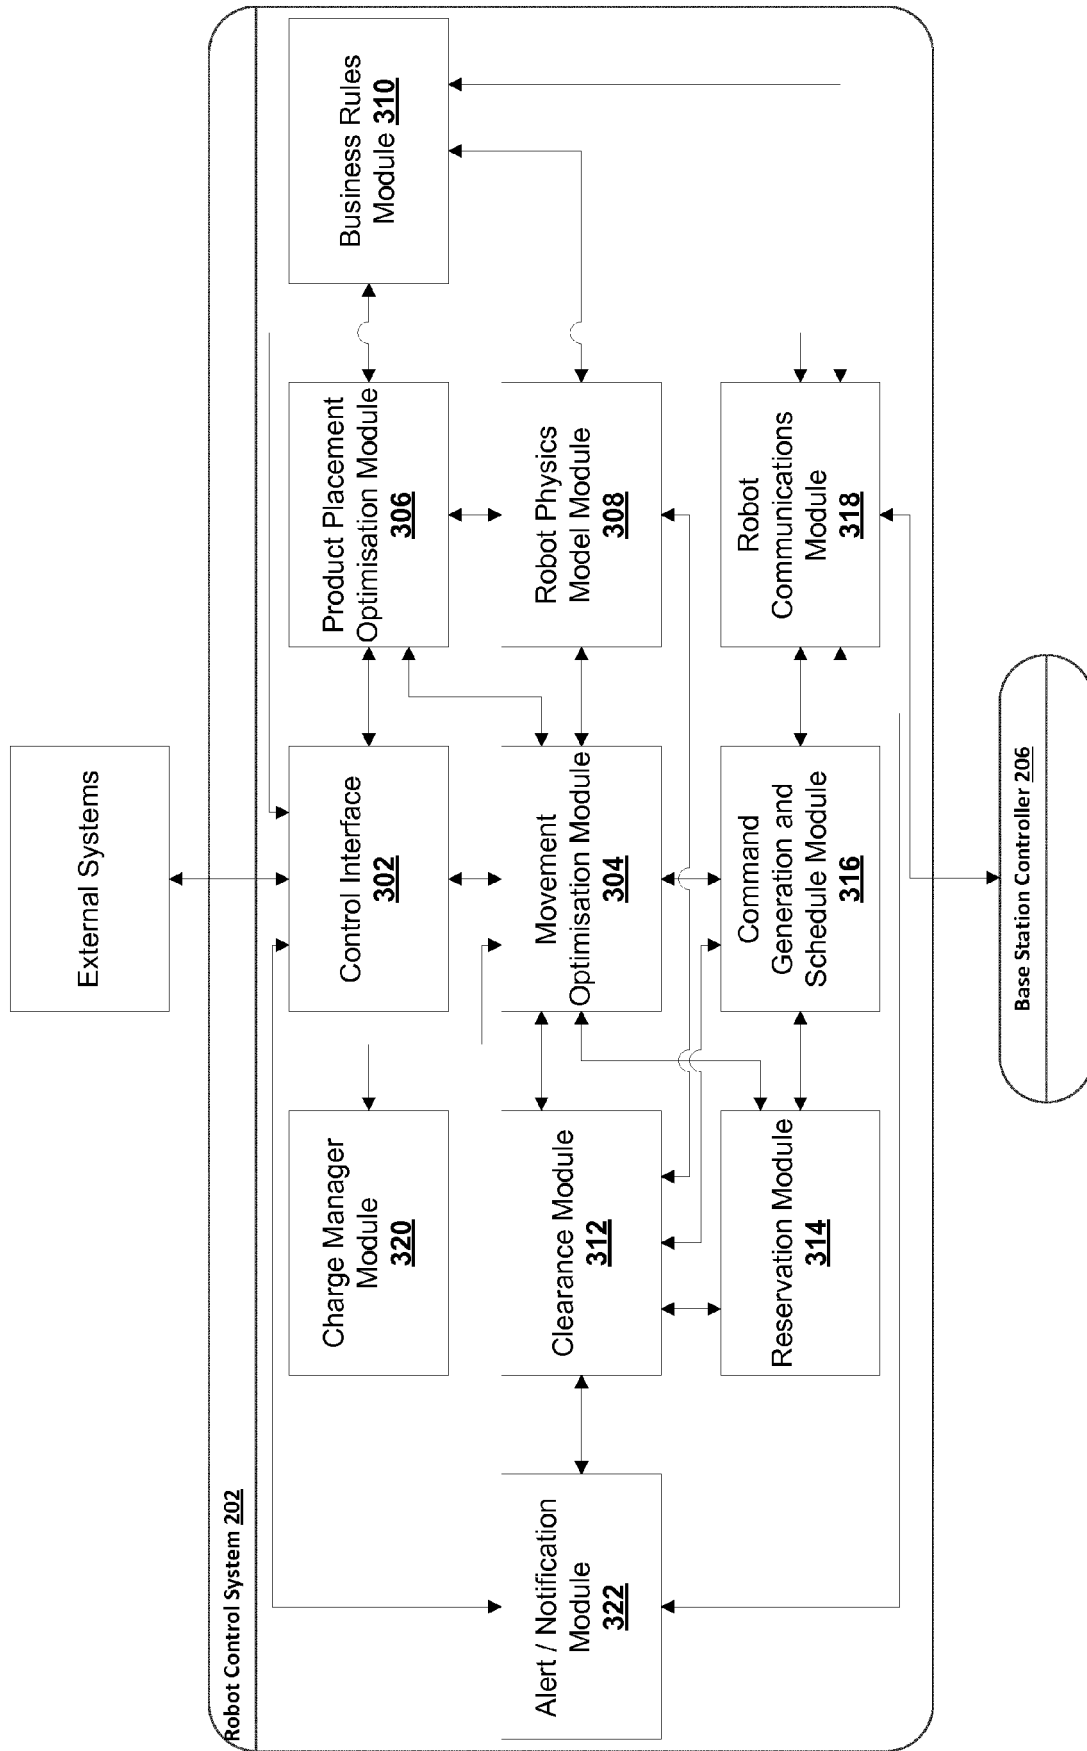 External Systems
Robot Control System 202
Charge Manager
Module
320
Control Interface
302
Product Placement
Optimisation Module
306
Business Rules
Module 310
Alert / Notification
Module
322
Clearance Module
312
Movement
Optimisation Module
304
Robot Physics
Model Module
308
Reservation Module
314
Command
Generation and
Schedule Module
316
Robot
Communications
Module
318
Base Station Controller 206